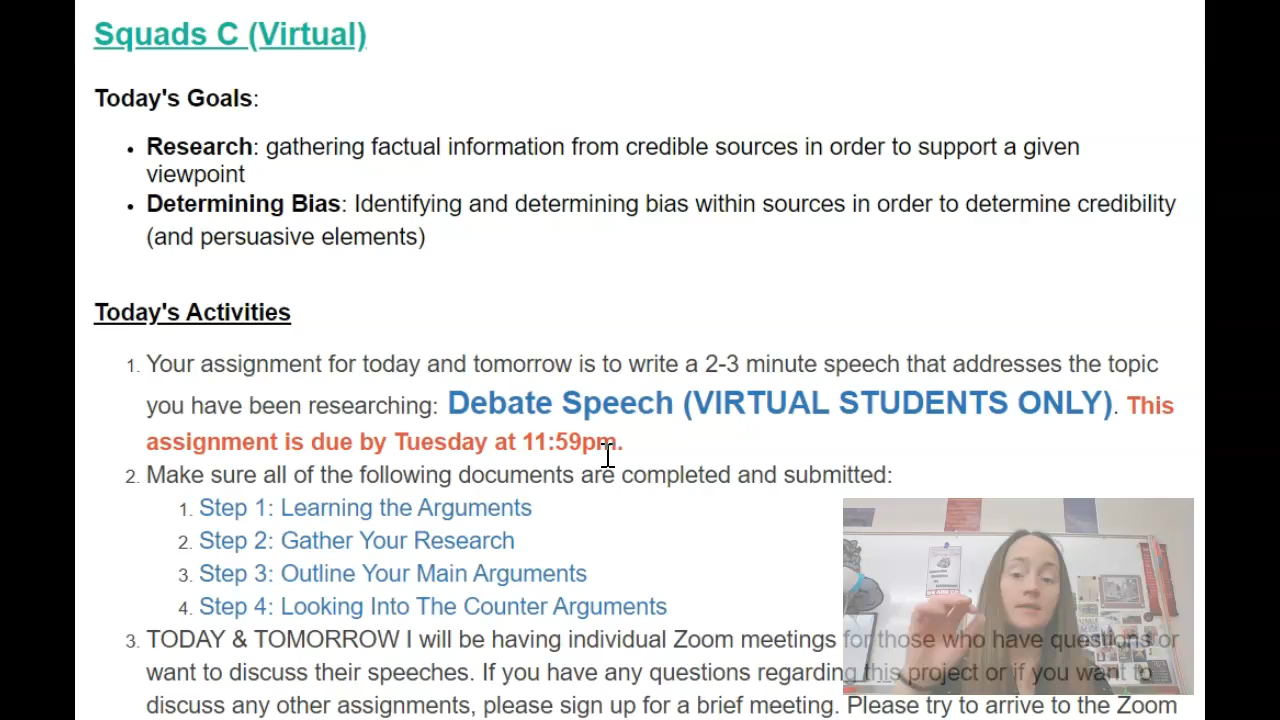 Squads C (Virtual)
Today's Goals:
• Research: gathering factual information from credible sources in order to support a given
viewpoint
• Determining Bias: Identifying and determining bias within sources in order to determine credibility
(and persuasive elements)
Today's Activities
1. Your assignment for today and tomorrow is to write a 2-3 minute speech that addresses the topic
you have been researching: Debate Speech (VIRTUAL STUDENTS ONLY). This
assignment is due by Tuesday at 11:59pm.
2. Make sure all of the following documents are completed and submitted:
1. Step 1: Learning the Arguments
2. Step 2: Gather Your Research
3. Step 3: Outline Your Main Arguments
4. Step 4: Looking Into The Counter Arguments
3. TODAY & TOMORROW I will be having individual Zoom meetings for those who have questions or
want to discuss their speeches. If you have any questions regarding this project or if you want to
discuss any other assignments, please sign up for a brief meeting. Please try to arrive to the Zoom